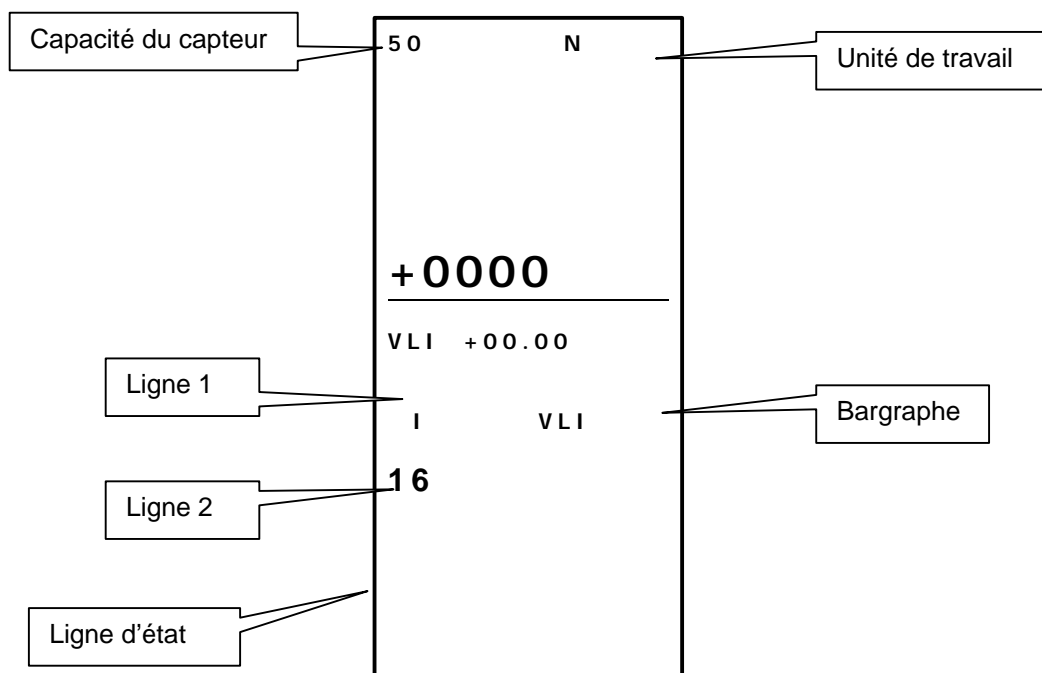 Capacité du capteur
50 N
Unité de travail
+0000
VLI +00.00
Ligne 1
I VLI
Bargraphe
16
Ligne 2
Ligne d’état